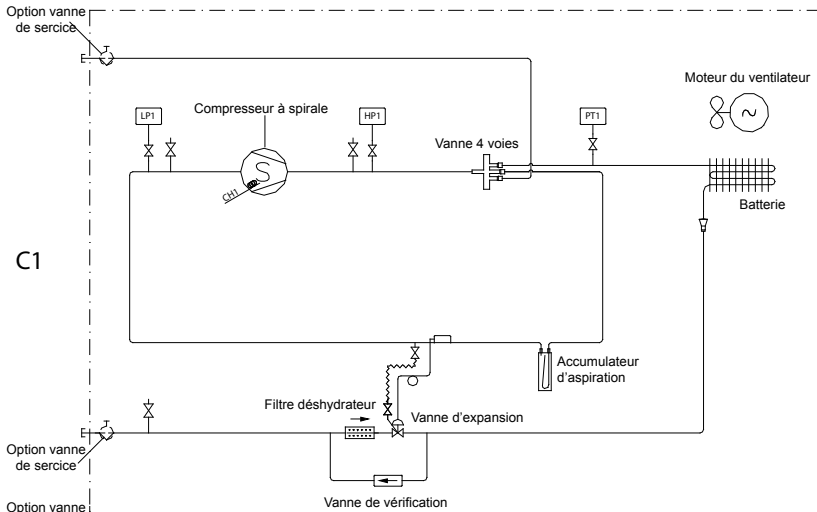 Option vanne
de sercice
Moteur du ventilateur
LP1
Compresseur à spirale
HP1
PT1
Vanne 4 voies
S
CH1
Batterie
C1
Accumulateur
d'aspiration
Filtre déshydrateur
Vanne d'expansion
Option vanne
de sercice
Vanne de vérification
Option vanne